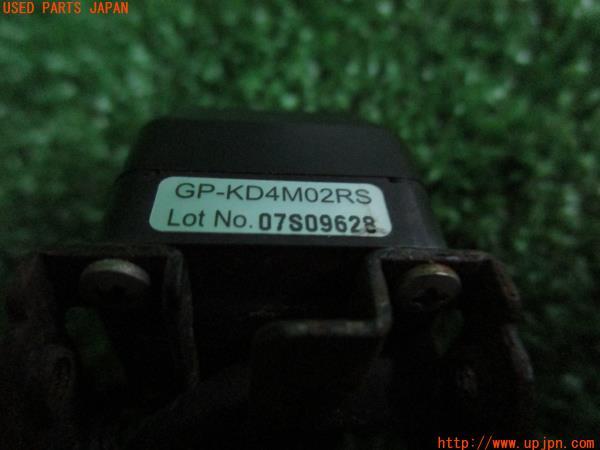 USED PARTS JAPAN
GP-KD4M02RS
Lot No. 07S09628
http://www.upjpn.com/